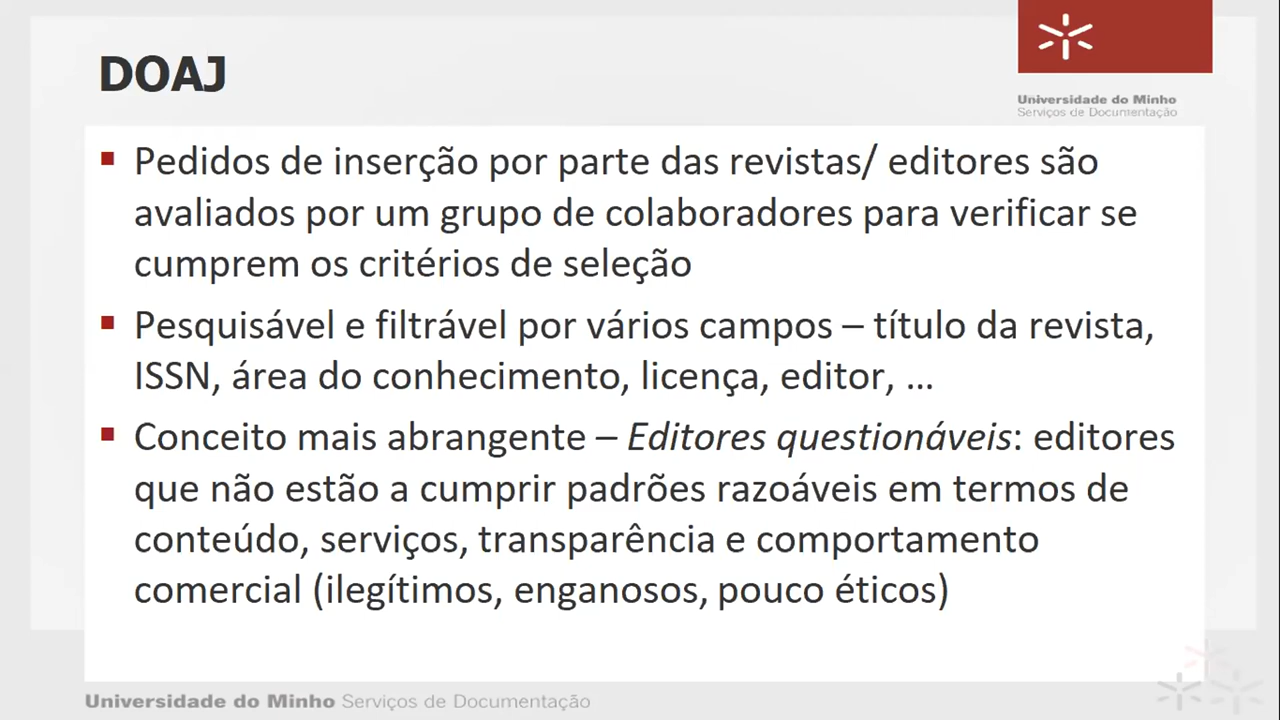 DOAJ
Universidade do Minho
Serviços de Documentação
▪ Pedidos de inserção por parte das revistas/ editores são
avaliados por um grupo de colaboradores para verificar se
cumprem os critérios de seleção
▪ Pesquisável e filtrável por vários campos – título da revista,
ISSN, área do conhecimento, licença, editor, …
▪ Conceito mais abrangente – Editores questionáveis: editores
que não estão a cumprir padrões razoáveis em termos de
conteúdo, serviços, transparência e comportamento
comercial (ilegítimos, enganosos, pouco éticos)
Universidade do Minho Serviços de Documentação